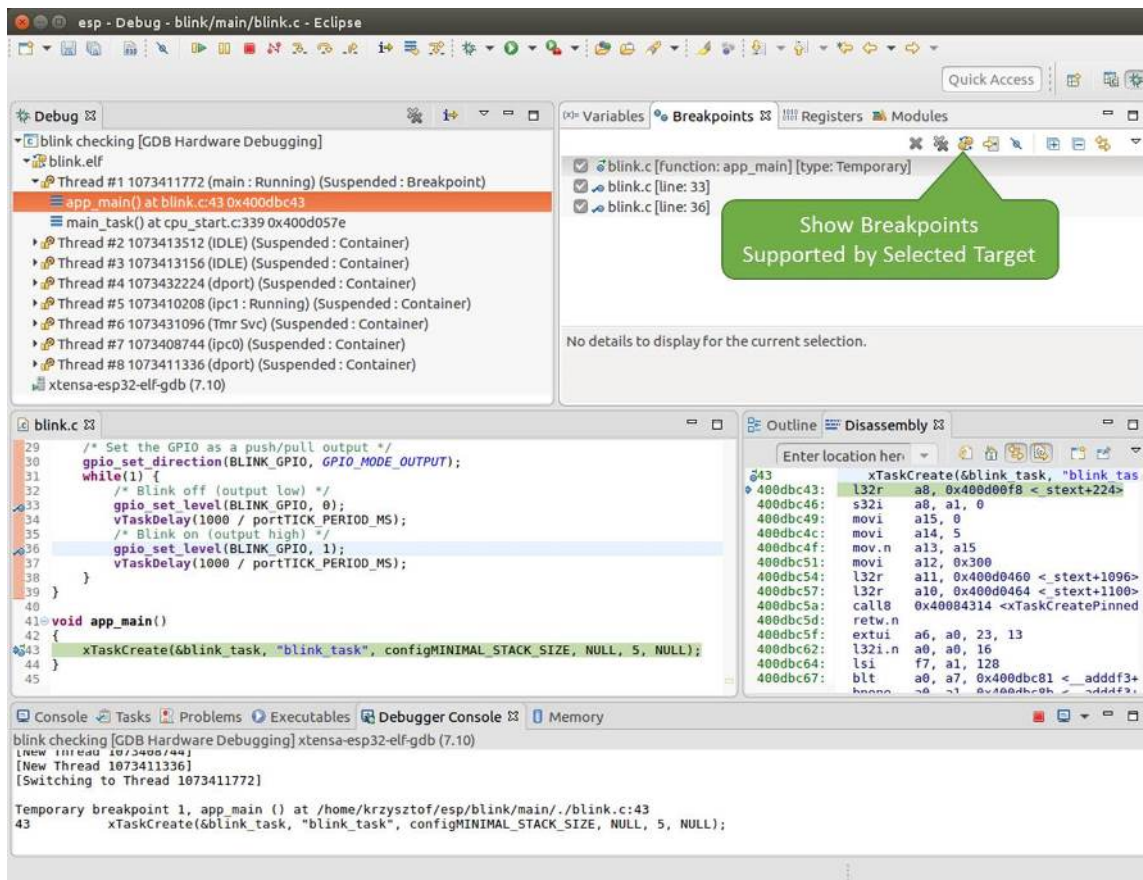 esp - Debug - blink/main/blink.c - Eclipse
Quick Access
Debug
blink checking [GDB Hardware Debugging]
blink.elf
Thread #1 1073411772 (main : Running) (Suspended : Breakpoint)
app_main() at blink.c:43 0x400dbc43
main_task() at cpu_start.c:339 0x400d057e
Thread #2 1073413512 (IDLE) (Suspended : Container)
Thread #3 1073413156 (IDLE) (Suspended : Container)
Thread #4 1073432224 (dport) (Suspended : Container)
Thread #5 1073410208 (ipc1 : Running) (Suspended : Container)
Thread #6 1073431096 (Tmr Svc) (Suspended : Container)
Thread #7 1073408744 (ipc0) (Suspended : Container)
Thread #8 1073411336 (dport) (Suspended : Container)
xtensa-esp32-elf-gdb (7.10)
(x)= Variables Breakpoints Registers Modules
blink.c [function: app_main] [type: Temporary]
blink.c [line: 33]
blink.c [line: 36]
Show Breakpoints
Supported by Selected Target
No details to display for the current selection.
blink.c
29 /* Set the GPIO as a push/pull output */
30 gpio_set_direction(BLINK_GPIO, GPIO_MODE_OUTPUT);
31 while(1) {
32 /* Blink off (output low) */
33 gpio_set_level(BLINK_GPIO, 0);
34 vTaskDelay(1000 / portTICK_PERIOD_MS);
35 /* Blink on (output high) */
36 gpio_set_level(BLINK_GPIO, 1);
37 vTaskDelay(1000 / portTICK_PERIOD_MS);
38 }
39 }
40
41 void app_main()
42 {
43 xTaskCreate(&blink_task, "blink_task", configMINIMAL_STACK_SIZE, NULL, 5, NULL);
44 }
45
Outline Disassembly
Enter location her
43 xTaskCreate(&blink_task, "blink_tas
400dbc43: l32r a8, 0x400d00f8 <_stext+224>
400dbc46: s32i a8, a1, 0
400dbc49: movi a15, 0
400dbc4c: movi a14, 5
400dbc4f: mov.n a13, a15
400dbc51: movi a12, 0x300
400dbc54: l32r a11, 0x400d0460 <_stext+1096>
400dbc57: l32r a10, 0x400d0464 <_stext+1100>
400dbc5a: call8 0x40084314 <xTaskCreatePinned
400dbc5d: retw.n
400dbc5f: extui a6, a0, 23, 13
400dbc62: l32i.n a0, a0, 16
400dbc64: lsi f7, a1, 128
400dbc67: blt a0, a7, 0x400dbc81 <__adddf3+
Console Tasks Problems Executables Debugger Console Memory
blink checking [GDB Hardware Debugging] xtensa-esp32-elf-gdb (7.10)
[New Thread 1073408744]
[New Thread 1073411336]
[Switching to Thread 1073411772]
Temporary breakpoint 1, app_main () at /home/krzysztof/esp/blink/main/./blink.c:43
43 xTaskCreate(&blink_task, "blink_task", configMINIMAL_STACK_SIZE, NULL, 5, NULL);